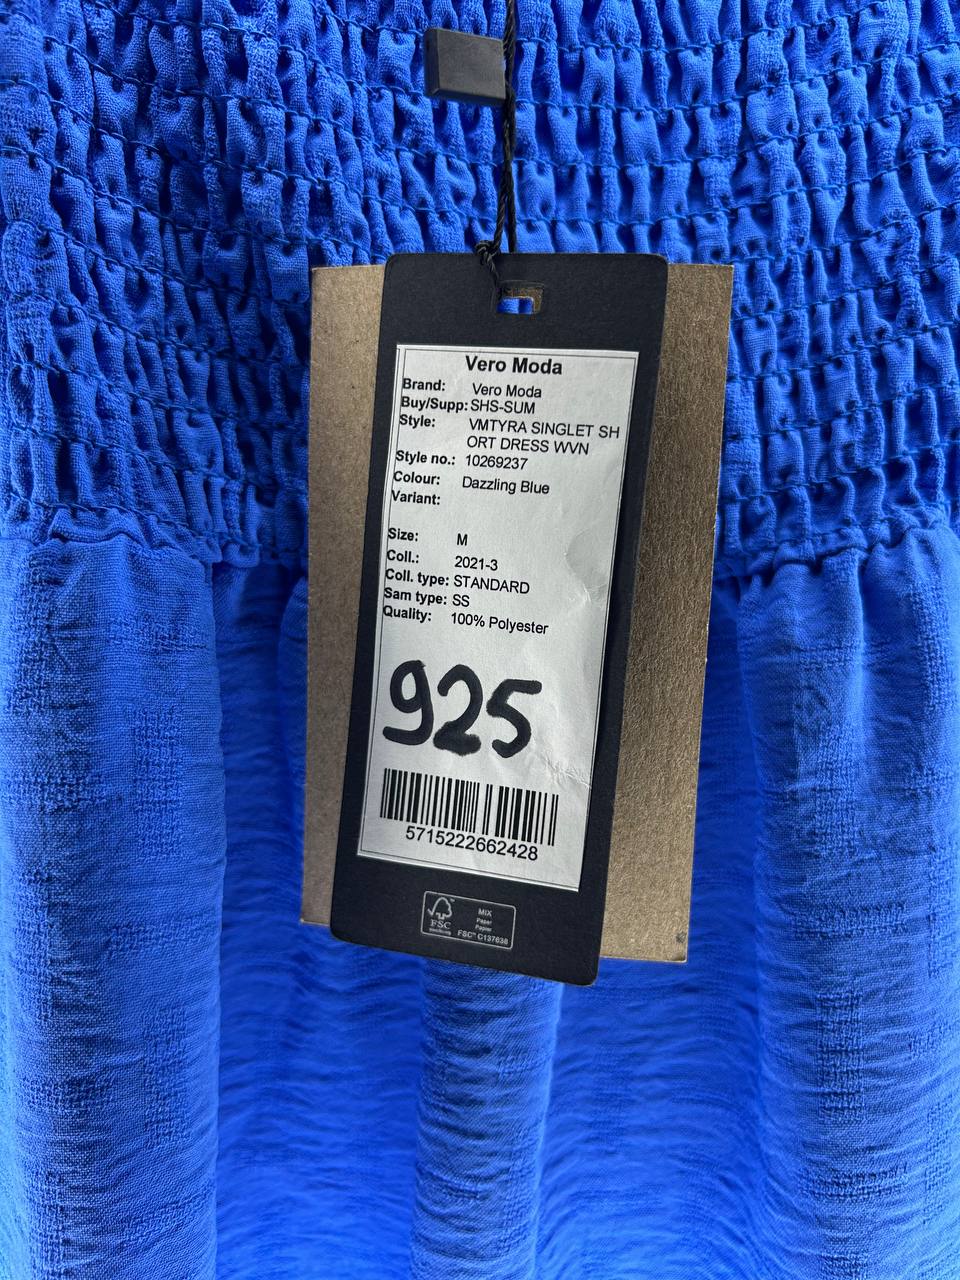 Vero Moda
Brand: Vero Moda
Buy/Supp: SHS-SUM
Style: VMTYRA SINGLET SH
ORT DRESS WVN
Style no.: 10269237
Colour: Dazzling Blue
Variant:
Size: M
Coll.: 2021-3
Coll. type: STANDARD
Sam type: SS
Quality: 100% Polyester
925
5715222662428
FSC
MIX
Paper
Papier
FSC™ C137638